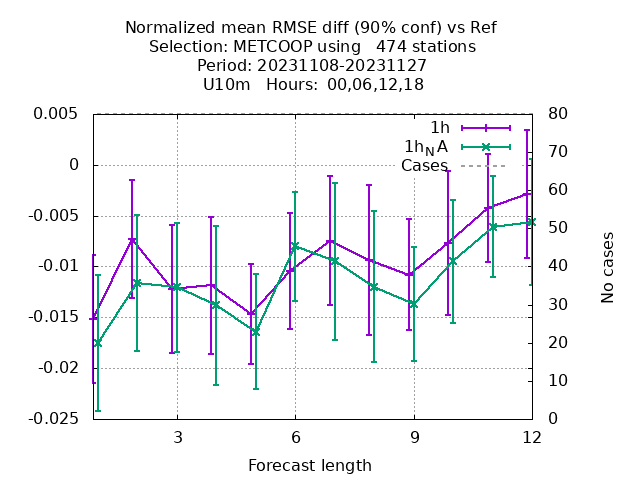 Normalized mean RMSE diff (90% conf) vs Ref
Selection: METCOOP using   474 stations
Period: 20231108-20231127
U10m   Hours:  00,06,12,18
0.005
0
-0.005
-0.01
-0.015
-0.02
-0.025
1h
1hNA
Cases
80
70
60
50
40
30
20
10
0
No cases
3
6
9
12
Forecast length